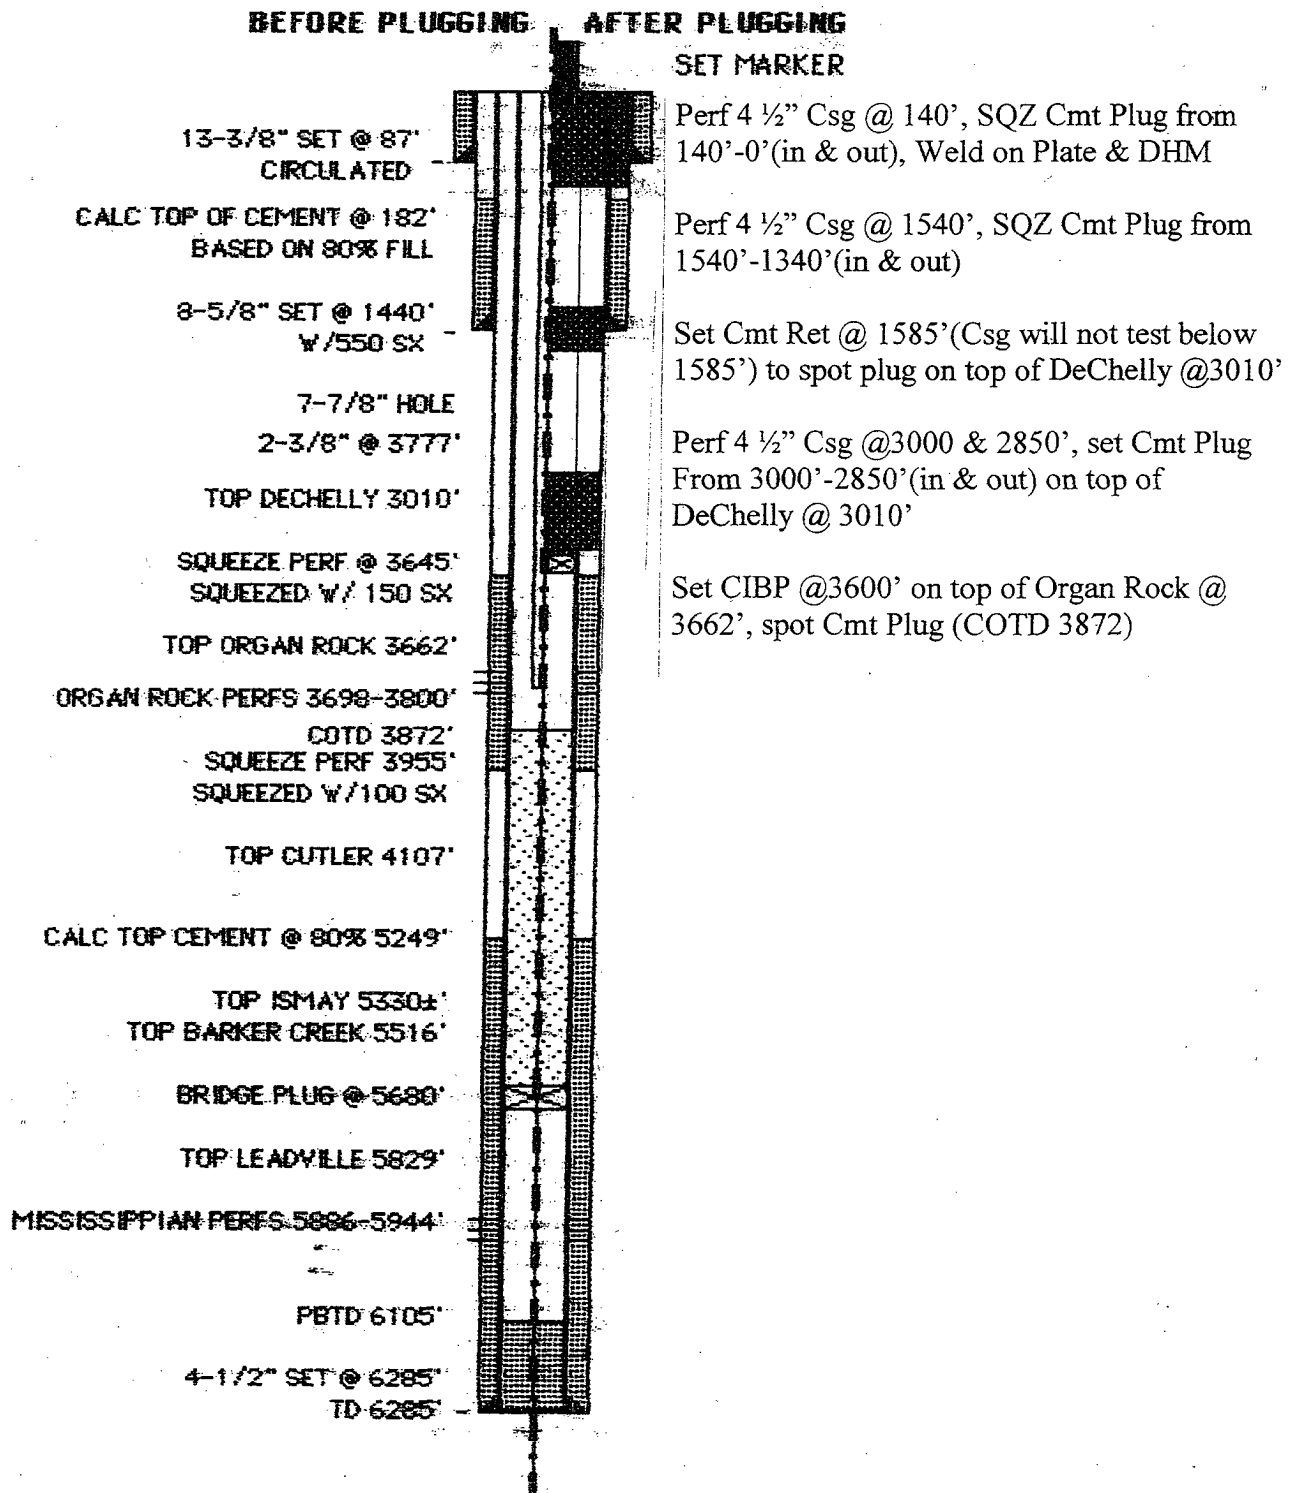 BEFORE PLUGGING
AFTER PLUGGING
SET MARKER
13-3/8" SET @ 87'
CIRCULATED
CALC TOP OF CEMENT @ 182'
BASED ON 80% FILL
8-5/8" SET @ 1440'
W/550 SX
7-7/8" HOLE
2-3/8" @ 3777'
TOP DECHELLY 3010'
SQUEEZE PERF @ 3645'
SQUEEZED W/ 150 SX
TOP ORGAN ROCK 3662'
ORGAN ROCK PERFS 3698-3800'
COTD 3872'
SQUEEZE PERF 3955'
SQUEEZED W/100 SX
TOP CUTLER 4107'
CALC TOP CEMENT @ 80% 5249'
TOP ISMAY 5330±'
TOP BARKER CREEK 5516'
BRIDGE PLUG @ 5680'
TOP LEADVILLE 5829'
MISSISSIPPIAN PERFS 5886-5944'
PBTD 6105'
4-1/2" SET @ 6285'
TD 6285'
Perf 4 ½” Csg @ 140’, SQZ Cmt Plug from
140’-0’(in & out), Weld on Plate & DHM
Perf 4 ½” Csg @ 1540’, SQZ Cmt Plug from
1540’-1340’(in & out)
Set Cmt Ret @ 1585’(Csg will not test below
1585’) to spot plug on top of DeChelly @3010’
Perf 4 ½” Csg @3000 & 2850’, set Cmt Plug
From 3000’-2850’(in & out) on top of
DeChelly @ 3010’
Set CIBP @3600’ on top of Organ Rock @
3662’, spot Cmt Plug (COTD 3872)